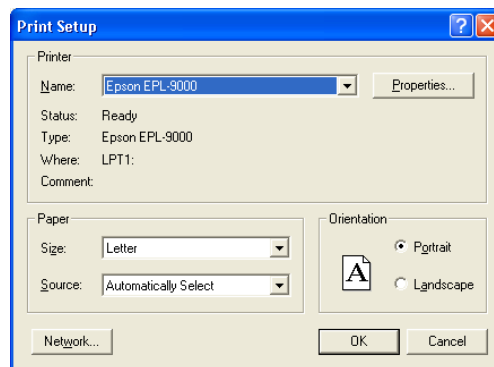 Print Setup
Printer
Name: Epson EPL-9000 Properties...
Status: Ready
Type: Epson EPL-9000
Where: LPT1:
Comment:
Paper
Size: Letter
Source: Automatically Select
Orientation
A
Portrait
Landscape
Network... OK Cancel